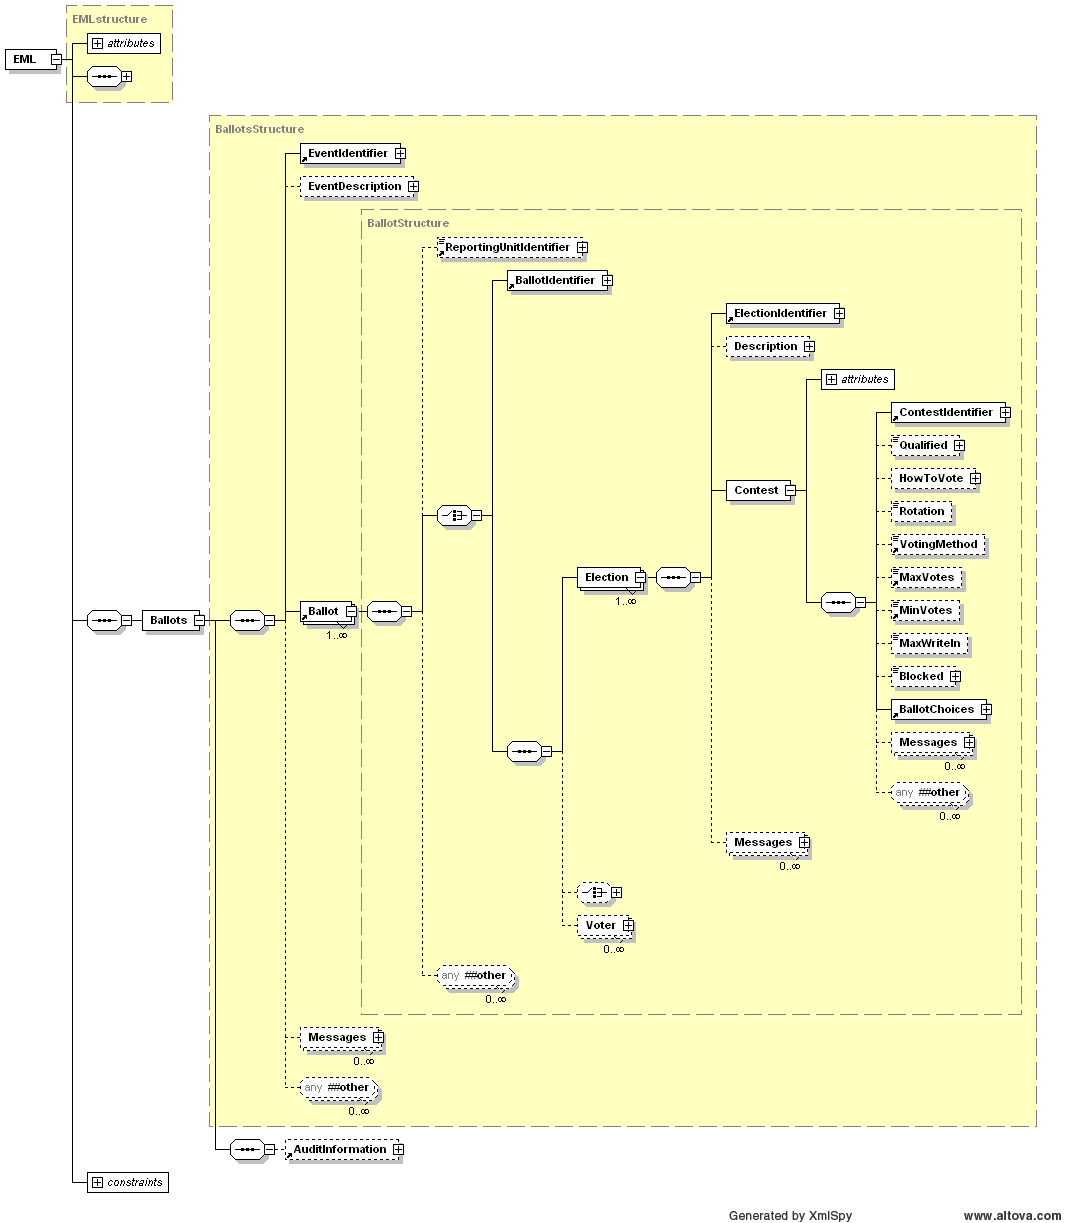 EMLstructure
attributes
EML
BallotsStructure
EventIdentifier
EventDescription
BallotStructure
ReportingUnitIdentifier
BallotIdentifier
ElectionIdentifier
Description
attributes
ContestIdentifier
Qualified
HowToVote
Contest
Rotation
VotingMethod
Election
MaxVotes
1..∞
Ballot
MinVotes
Ballots
1..∞
MaxWriteIn
Blocked
BallotChoices
Messages
0..∞
any ##other
0..∞
Messages
0..∞
Voter
0..∞
any ##other
0..∞
Messages
0..∞
any ##other
0..∞
AuditInformation
constraints
Generated by XmlSpy www.altova.com